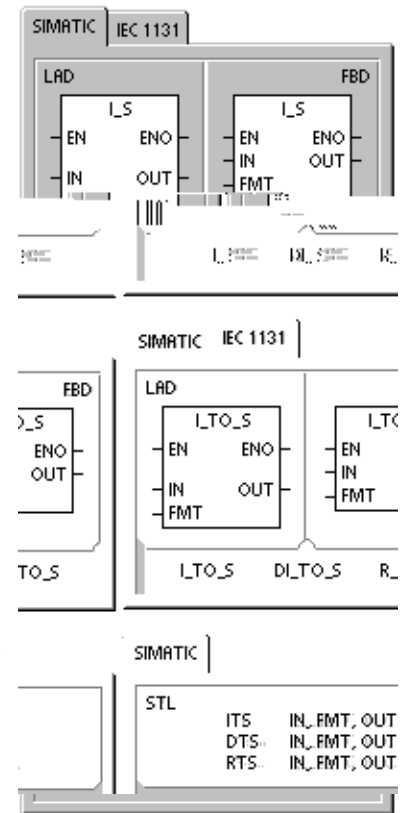 SIMATIC IEC 1131
LAD FBD
I_S I_S
EN ENO EN ENO
IN OUT IN OUT
FMT
SIMATIC IEC 1131
FBD LAD
I_TO_S
ENO EN ENO EN
OUT IN OUT IN
FMT FMT
TO_S I_TO_S DI_TO_S
SIMATIC
STL
ITS IN, FMT, OUT
DTS IN, FMT, OUT
RTS IN, FMT, OUT